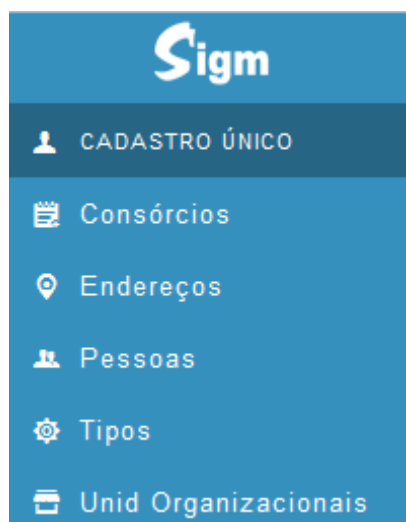 Sigm
CADASTRO ÚNICO
Consórcios
Endereços
Pessoas
Tipos
Unid Organizacionais